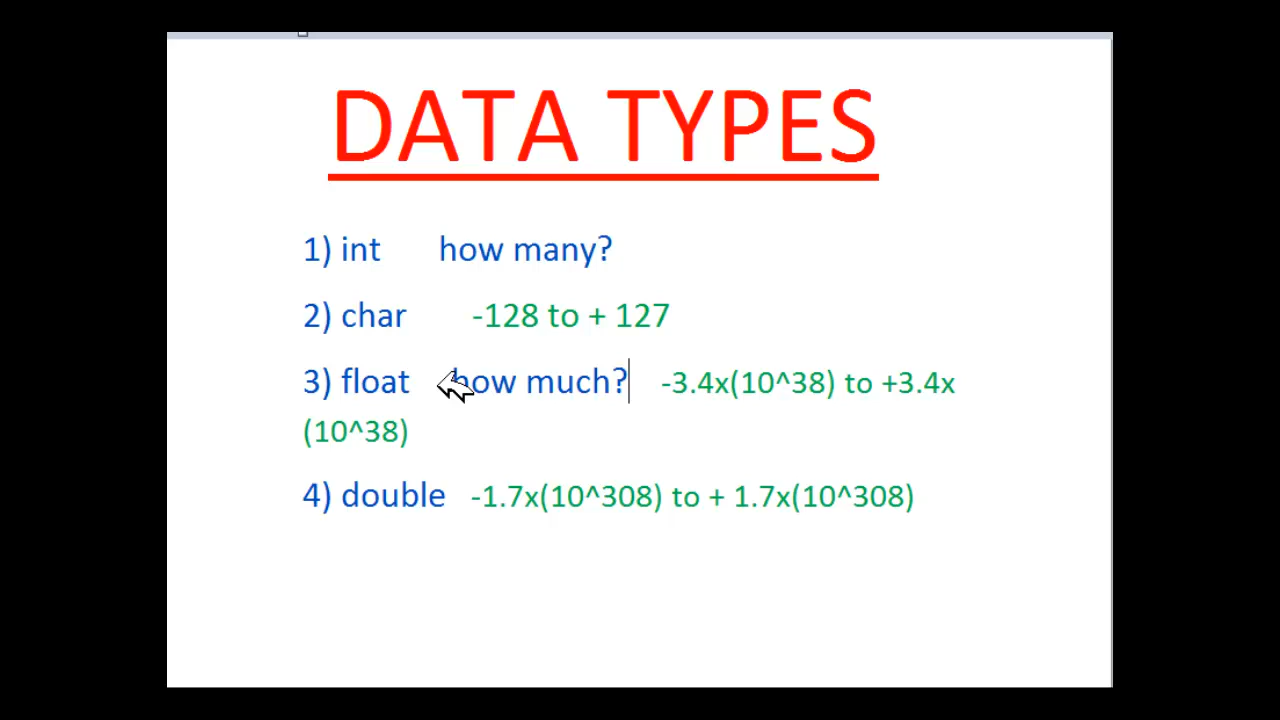 DATA TYPES
1) int how many?
2) char -128 to + 127
3) float how much? -3.4x(10^38) to +3.4x
(10^38)
4) double -1.7x(10^308) to + 1.7x(10^308)